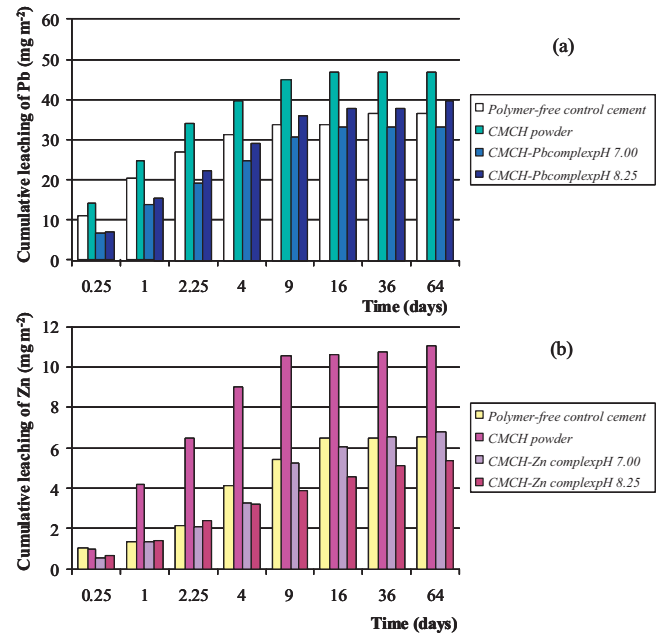 Cumulative leaching of Pb (mg m-2)
60
50
40
30
20
10
0
0.25 1 2.25 4 9 16 36 64
Time (days)
(a)
Polymer-free control cement
CMCH powder
CMCH-PbcomplexpH 7.00
CMCH-PbcomplexpH 8.25
Cumulative leaching of Zn (mg m-2)
12
10
8
6
4
2
0
0.25 1 2.25 4 9 16 36 64
Time (days)
(b)
Polymer-free control cement
CMCH powder
CMCH-Zn complexpH 7.00
CMCH-Zn complexpH 8.25